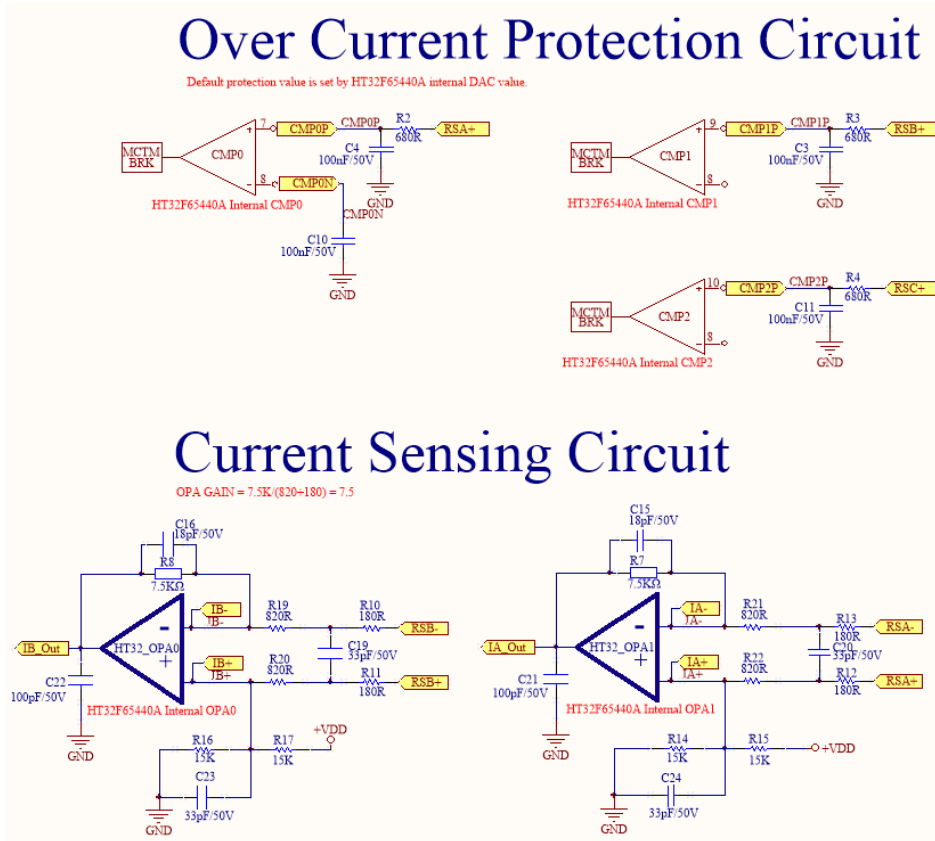 Over Current Protection Circuit
Default protection value is set by HT32F65440A internal DAC value.
MCTM
BRK
CMP0
+
7
CMP0P
CMP0P
R2
680R
RSA+
C4
100nF/50V
GND
-
8
CMP0N
CMP0N
HT32F65440A Internal CMP0
C10
100nF/50V
GND
MCTM
BRK
CMP1
+
9
CMP1P
CMP1P
R3
680R
RSB+
C3
100nF/50V
GND
-
8
HT32F65440A Internal CMP1
MCTM
BRK
CMP2
+
10
CMP2P
CMP2P
R4
680R
RSC+
C11
100nF/50V
GND
-
8
HT32F65440A Internal CMP2
Current Sensing Circuit
OPA GAIN = 7.5K/(820+180) = 7.5
C16
18pF/50V
R8
7.5KΩ
IB-
IB-
R19
820R
R10
180R
RSB-
HT32_OPA0
-
+
IB_Out
C19
33pF/50V
IB+
IB+
R20
820R
R11
180R
RSB+
C22
100pF/50V
GND
HT32F65440A Internal OPA0
R16
15K
R17
15K
+VDD
C23
33pF/50V
GND
C15
18pF/50V
R7
7.5KΩ
IA-
IA-
R21
820R
R13
180R
RSA-
HT32_OPA1
-
+
IA_Out
C20
33pF/50V
IA+
IA+
R22
820R
R12
180R
RSA+
C21
100pF/50V
GND
HT32F65440A Internal OPA1
R14
15K
R15
15K
+VDD
C24
33pF/50V
GND